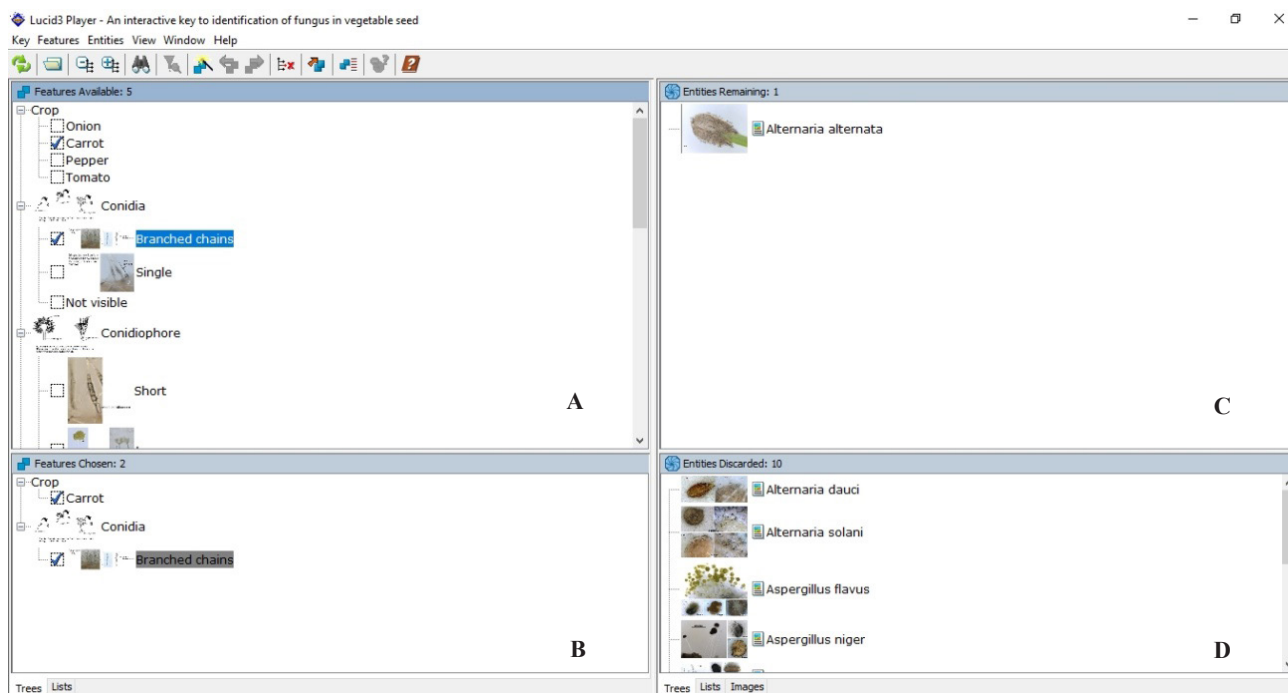 Lucid3 Player - An interactive key to identification of fungus in vegetable seed
Key Features Entities View Window Help
Features Available: 5
Crop
Onion
Carrot
Pepper
Tomato
Conidia
Branched chains
Single
Not visible
Conidiophore
Short
A
Features Chosen: 2
Crop
Carrot
Conidia
Branched chains
B
Trees Lists
Entities Remaining: 1
Alternaria alternata
C
Entities Discarded: 10
Alternaria dauci
Alternaria solani
Aspergillus flavus
Aspergillus niger
D
Trees Lists Images